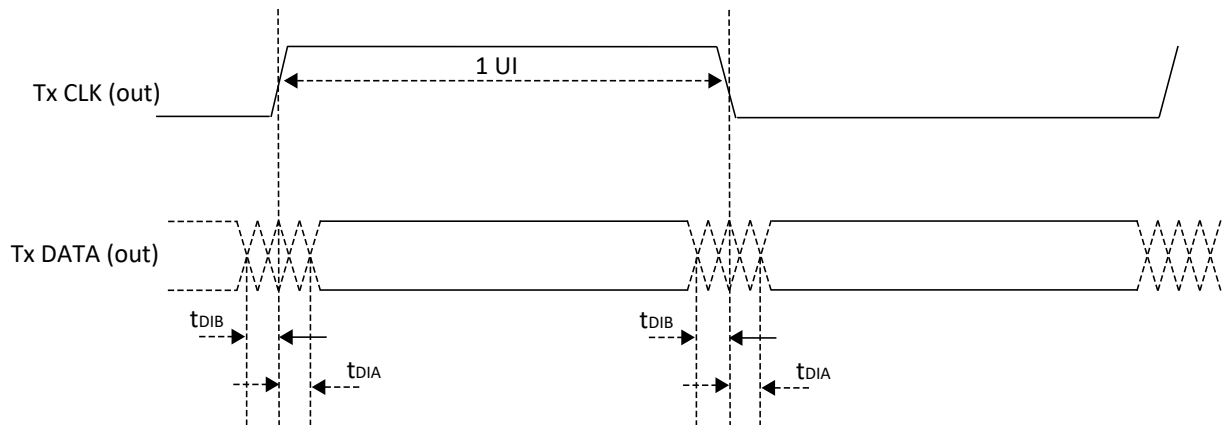 1 UI
Tx CLK (out)
Tx DATA (out)
tDIB
tDIB
tDIA
tDIA